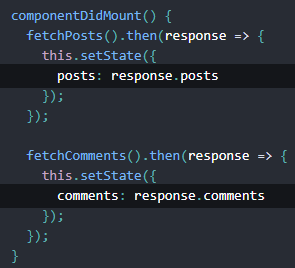 componentDidMount() {
  fetchPosts().then(response => {
    this.setState({
      posts: response.posts
    });
  });

  fetchComments().then(response => {
    this.setState({
      comments: response.comments
    });
  });
}